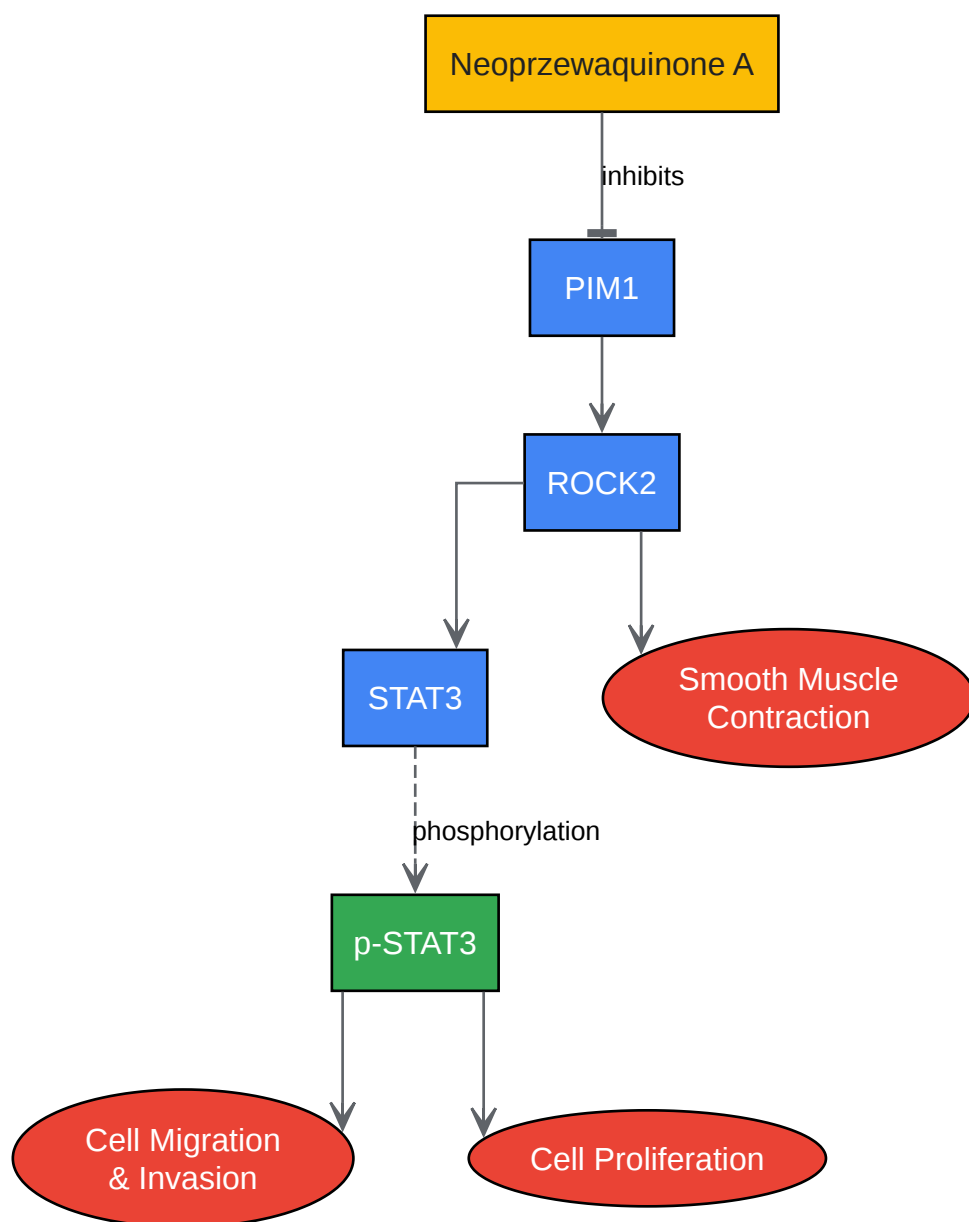 Neoprzewaquinone A
inhibits
PIM1
ROCK2
STAT3
Smooth Muscle
Contraction
phosphorylation
p-STAT3
Cell Migration
& Invasion
Cell Proliferation